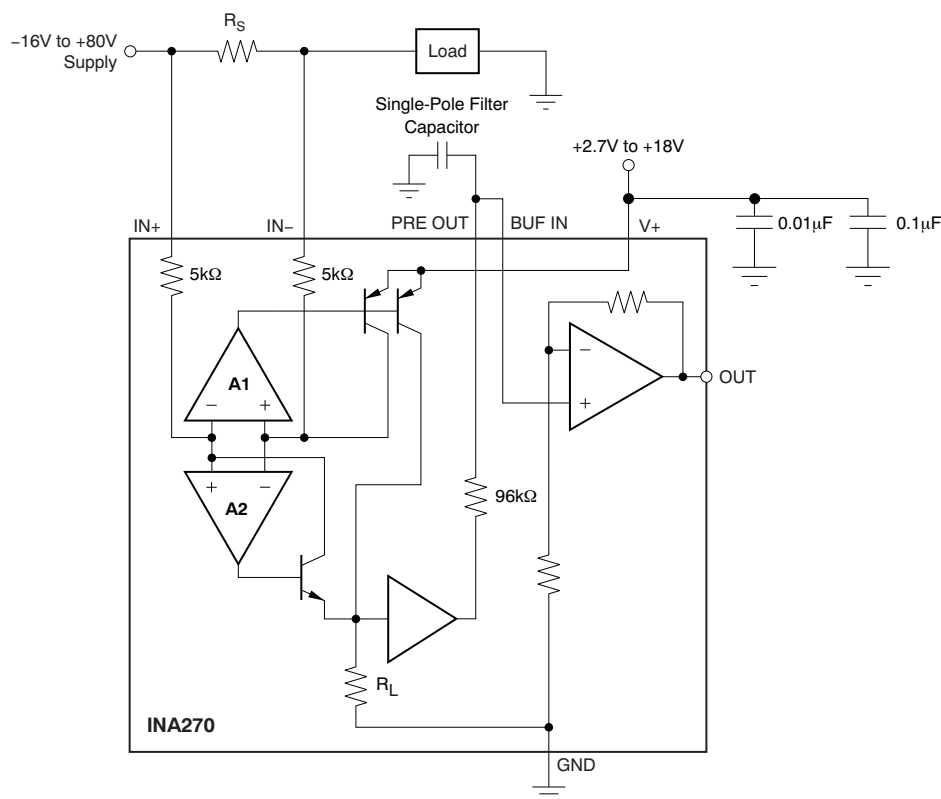 R_S
−16V to +80V
Supply
Load
Single-Pole Filter
Capacitor
+2.7V to +18V
IN+
IN−
PRE OUT
BUF IN
V+
0.01μF
0.1μF
5kΩ
5kΩ
A1
− +
−
+
OUT
+ −
A2
96kΩ
R_L
INA270
GND